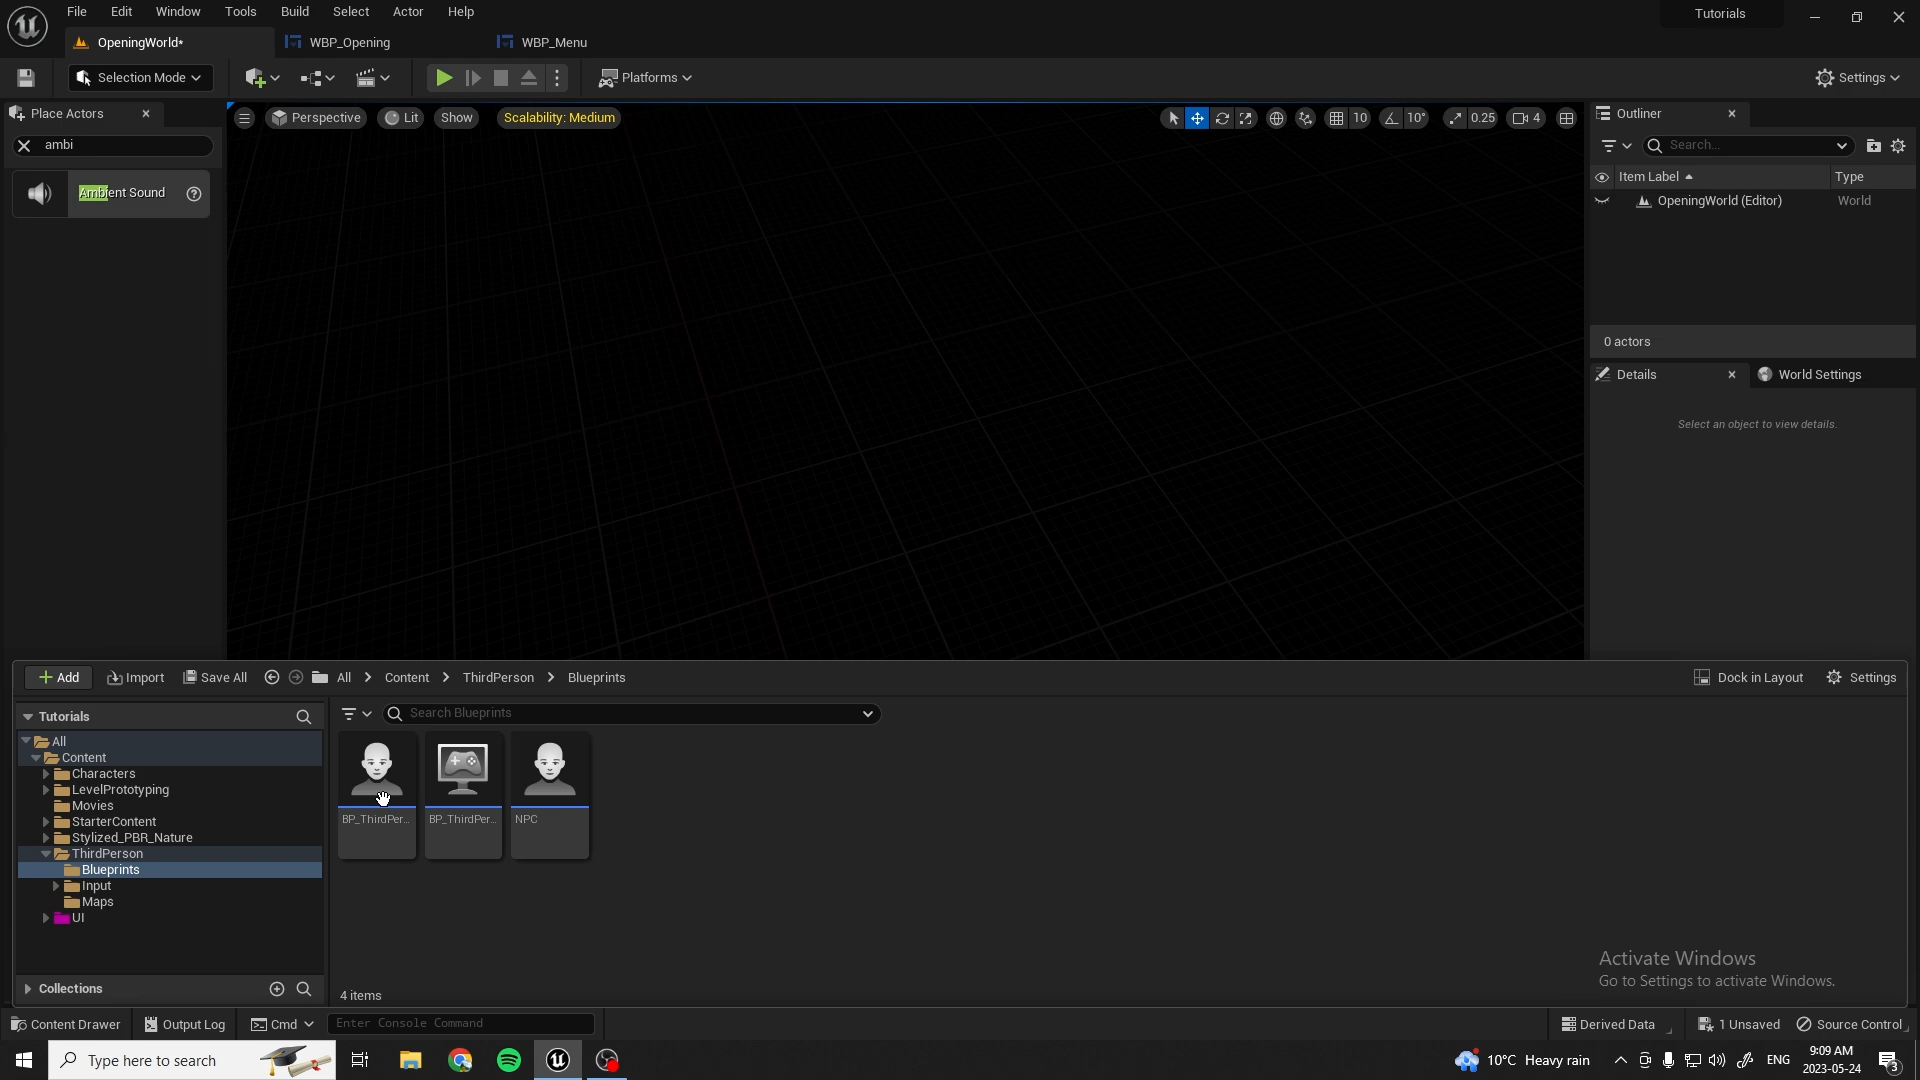 File Edit Window Tools Build Select Actor Help
Tutorials
OpeningWorld*
WBP_Opening
WBP_Menu
Selection Mode
Platforms
Settings
Place Actors
ambi
Ambient Sound
Perspective
Lit
Show
Scalability: Medium
10
10°
0.25
4
Outliner
Search...
Item Label
Type
OpeningWorld (Editor)
World
0 actors
Details
World Settings
Select an object to view details.
Add
Import
Save All
All
Content
ThirdPerson
Blueprints
Dock in Layout
Settings
Tutorials
Search Blueprints
All
Content
Characters
LevelPrototyping
Movies
StarterContent
Stylized_PBR_Nature
ThirdPerson
Blueprints
Input
Maps
UI
BP_ThirdPer...
BP_ThirdPer...
NPC
Collections
4 items
Activate Windows
Go to Settings to activate Windows.
Content Drawer
Output Log
Cmd
Enter Console Command
Derived Data
1 Unsaved
Source Control
Type here to search
10°C Heavy rain
ENG
9:09 AM
2023-05-24
3